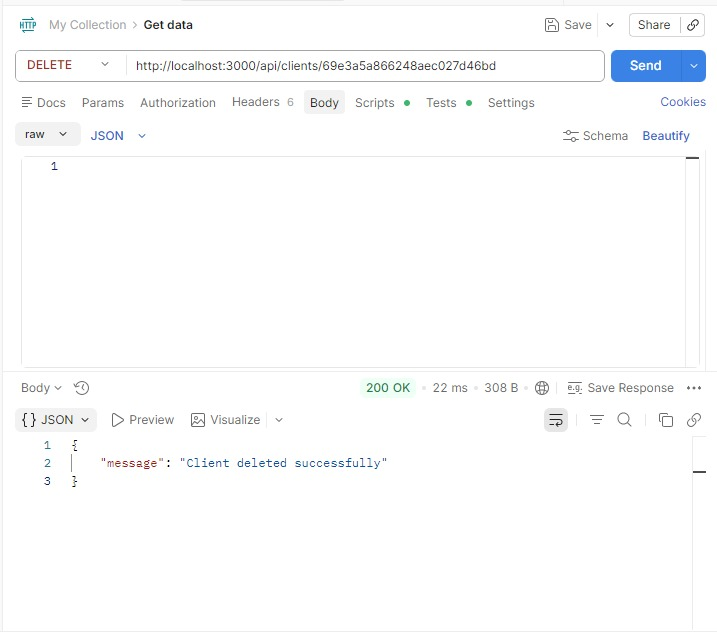 HTTP My Collection > Get data Save Share
DELETE http://localhost:3000/api/clients/69e3a5a866248aec027d46bd Send
Docs Params Authorization Headers 6 Body Scripts Tests Settings Cookies
raw JSON Schema Beautify
1
Body 200 OK • 22 ms • 308 B e.g. Save Response
{} JSON Preview Visualize
1 {
2 "message": "Client deleted successfully"
3 }